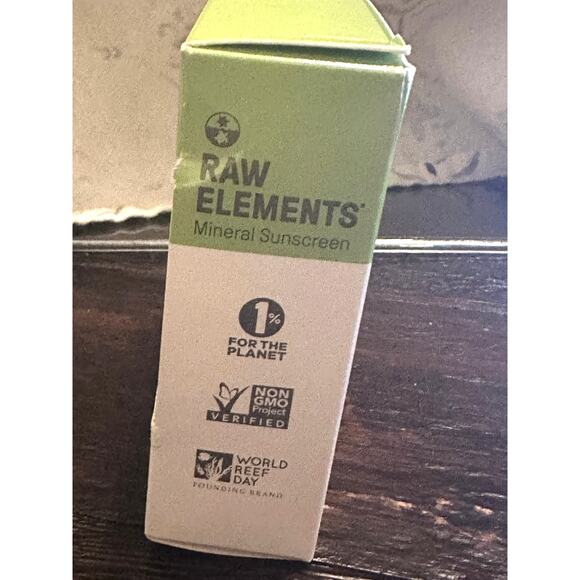 RAW
ELEMENTS
Mineral Sunscreen
1%
FOR THE
PLANET
NON
GMO
Project
VERIFIED
WORLD
REEF
DAY
FOUNDING BRAND